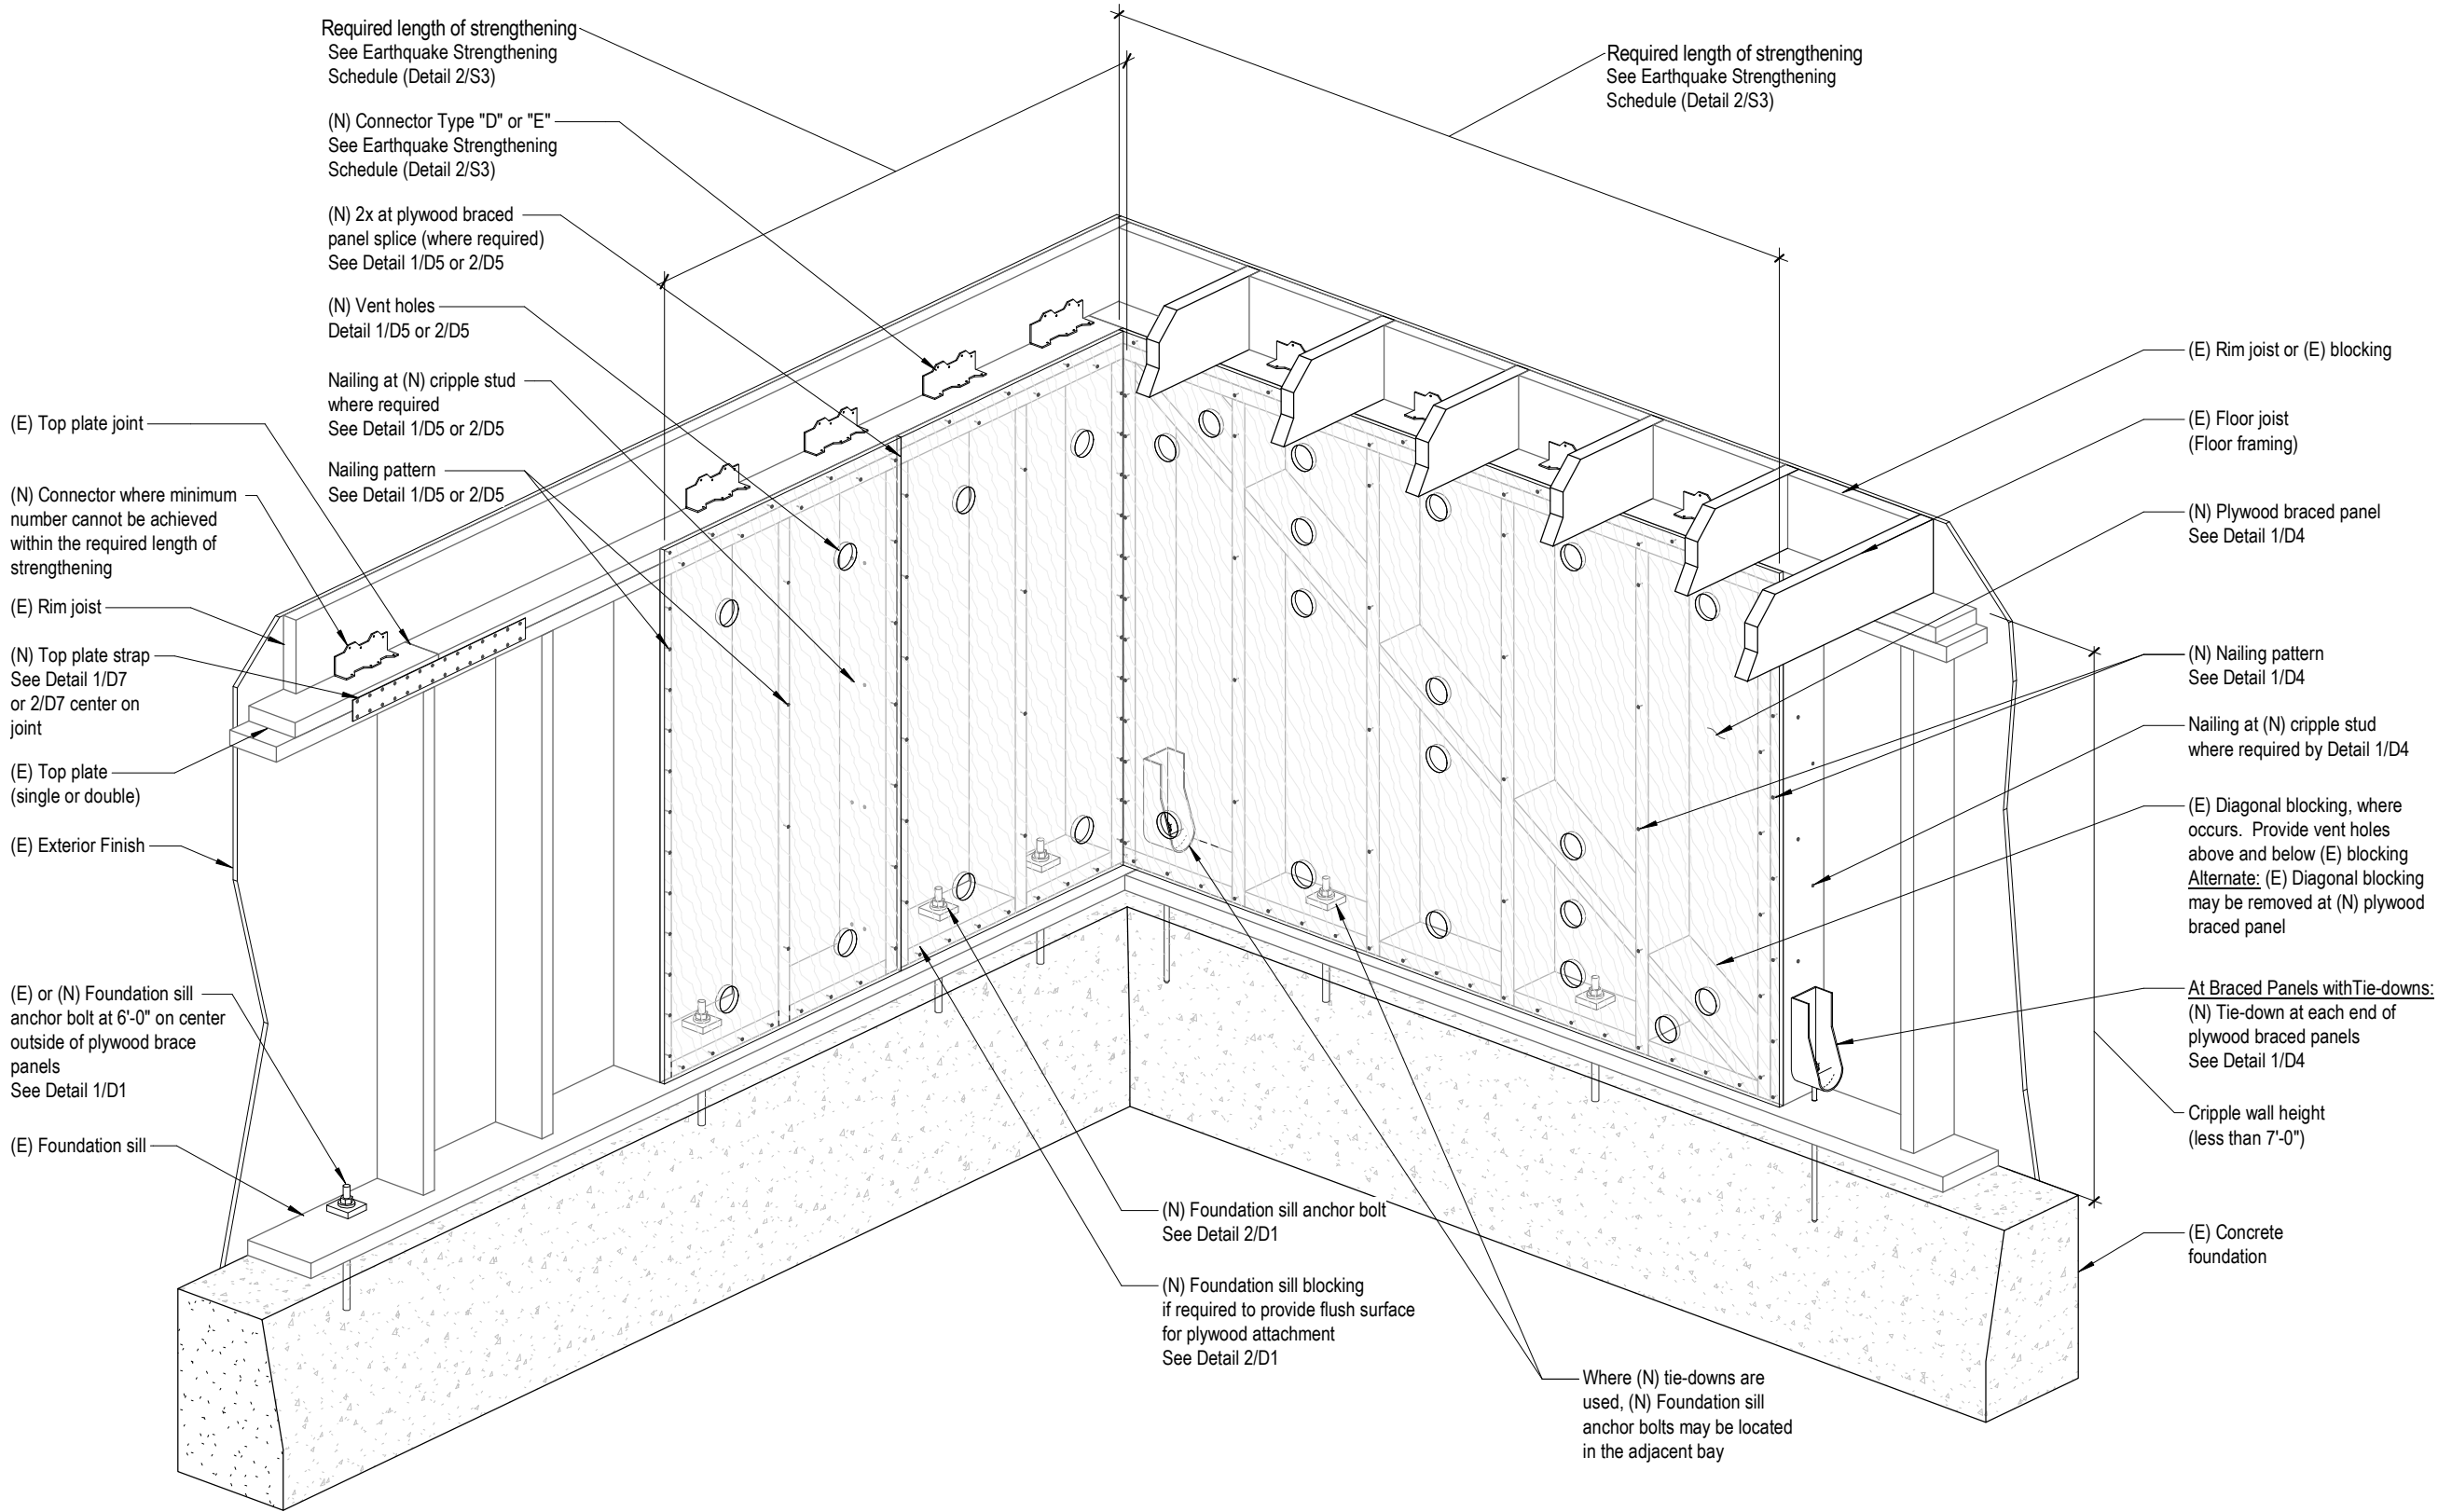 Required length of strengthening
See Earthquake Strengthening
Schedule (Detail 2/S3)
(N) Connector Type "D" or "E"
See Earthquake Strengthening
Schedule (Detail 2/S3)
(N) 2x at plywood braced
panel splice (where required)
See Detail 1/D5 or 2/D5
(N) Vent holes
Detail 1/D5 or 2/D5
Nailing at (N) cripple stud
where required
See Detail 1/D5 or 2/D5
Nailing pattern
See Detail 1/D5 or 2/D5
(E) Top plate joint
(N) Connector where minimum
number cannot be achieved
within the required length of
strengthening
(E) Rim joist
(N) Top plate strap
See Detail 1/D7
or 2/D7 center on
joint
(E) Top plate
(single or double)
(E) Exterior Finish
(E) or (N) Foundation sill
anchor bolt at 6'-0" on center
outside of plywood brace
panels
See Detail 1/D1
(E) Foundation sill
Required length of strengthening
See Earthquake Strengthening
Schedule (Detail 2/S3)
(E) Rim joist or (E) blocking
(E) Floor joist
(Floor framing)
(N) Plywood braced panel
See Detail 1/D4
(N) Nailing pattern
See Detail 1/D4
Nailing at (N) cripple stud
where required by Detail 1/D4
(E) Diagonal blocking, where
occurs. Provide vent holes
above and below (E) blocking
Alternate: (E) Diagonal blocking
may be removed at (N) plywood
braced panel
At Braced Panels withTie-downs:
(N) Tie-down at each end of
plywood braced panels
See Detail 1/D4
Cripple wall height
(less than 7'-0")
(E) Concrete
foundation
(N) Foundation sill anchor bolt
See Detail 2/D1
(N) Foundation sill blocking
if required to provide flush surface
for plywood attachment
See Detail 2/D1
Where (N) tie-downs are
used, (N) Foundation sill
anchor bolts may be located
in the adjacent bay